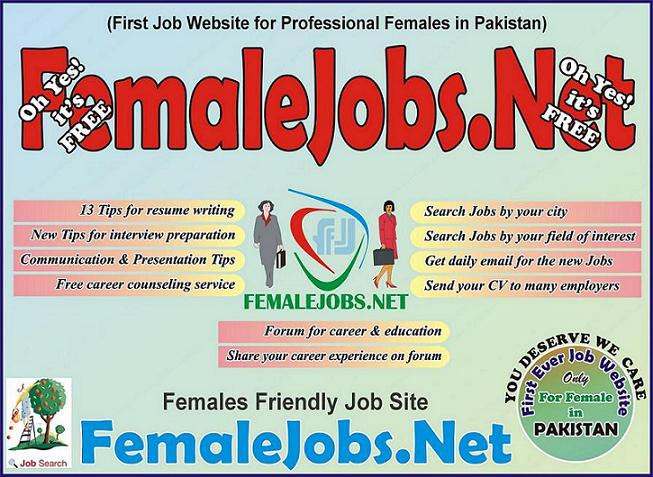 (First Job Website for Professional Females in Pakistan)
FemaleJobs.Net
Oh Yes!
it's
FREE
Oh Yes!
it's
FREE
13 Tips for resume writing
New Tips for interview preparation
Communication & Presentation Tips
Free career counseling service
FJ
FEMALEJOBS.NET
Search Jobs by your city
Search Jobs by your field of interest
Get daily email for the new Jobs
Send your CV to many employers
Forum for career & education
Share your career experience on forum
YOU DESERVE WE CARE
First Ever Job Website
Only
For Female
in
PAKISTAN
Job Search
Females Friendly Job Site
FemaleJobs.Net